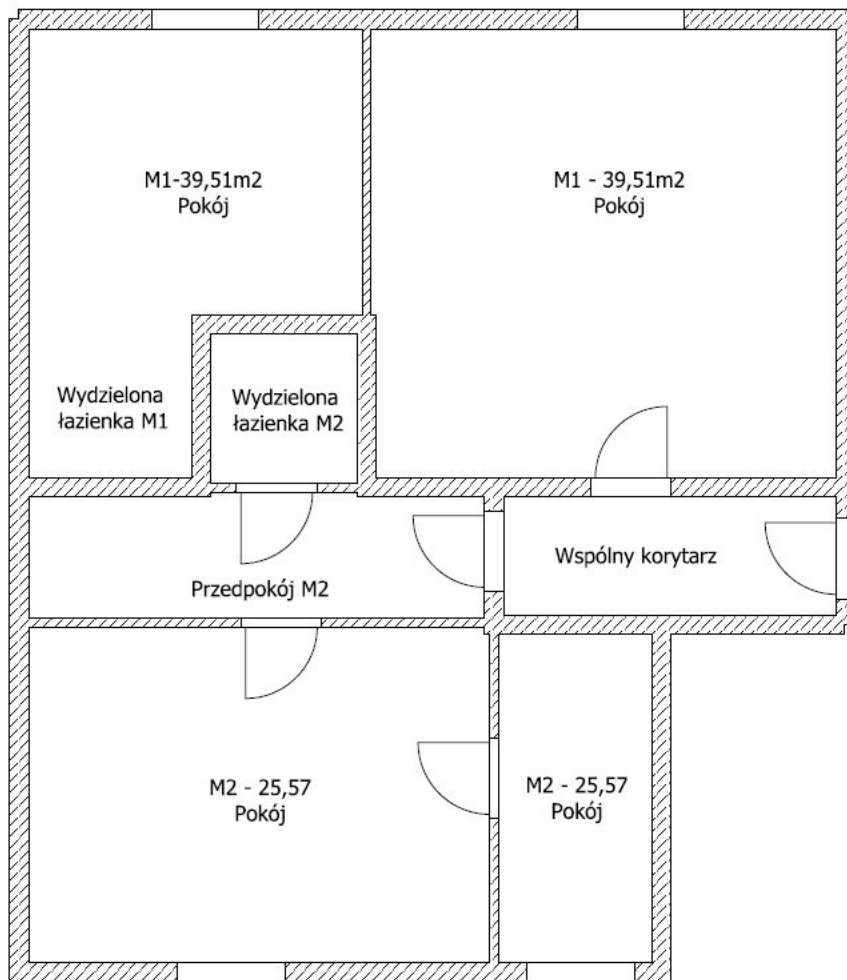 M1-39,51m2
Pokój
M1 - 39,51m2
Pokój
Wydzielona
łazienka M1
Wydzielona
łazienka M2
Wspólny korytarz
Przedpokój M2
M2 - 25,57
Pokój
M2 - 25,57
Pokój